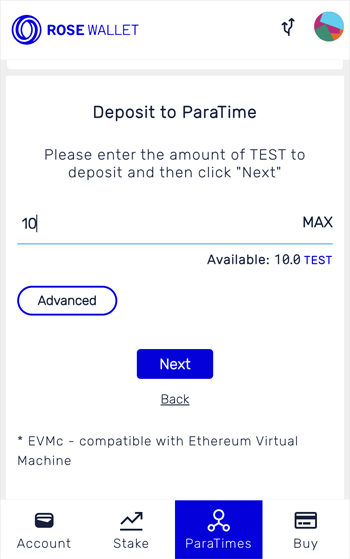 ROSE WALLET
Deposit to ParaTime
Please enter the amount of TEST to
deposit and then click "Next"
10 MAX
Available: 10.0 TEST
Advanced
Next
Back
* EVMc - compatible with Ethereum Virtual
Machine
Account Stake ParaTimes Buy